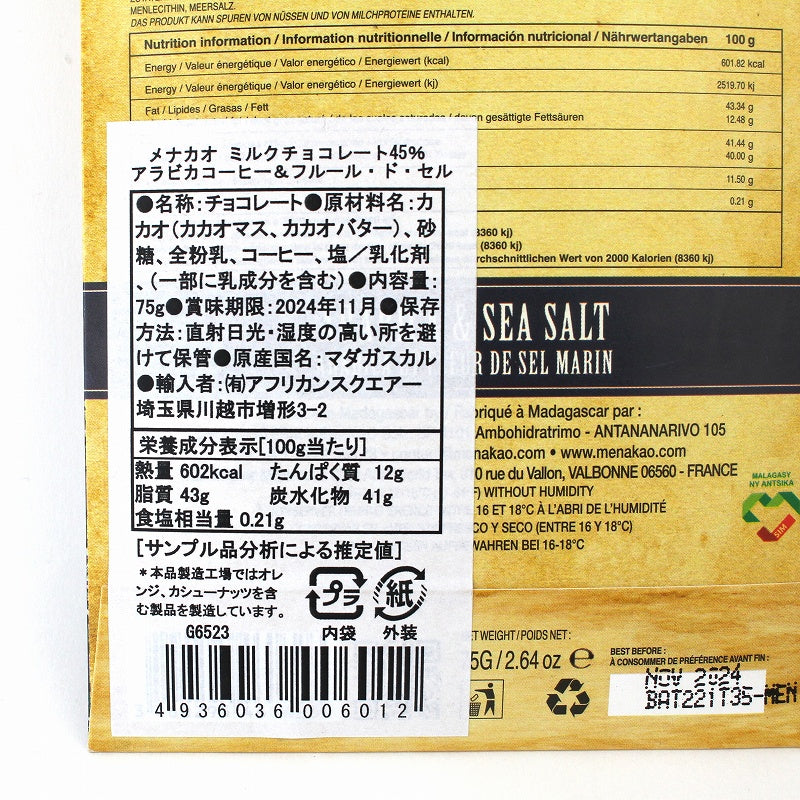 MENLECITHIN, MEERSALZ.
DAS PRODUKT KANN SPUREN VON NÜSSEN UND VON MILCHPROTEINE ENTHALTEN.
Nutrition information / Information nutritionnelle / Información nutricional / Nährwertangaben 100 g
Energy / Valeur énergétique / Valor energético / Energiewert (kcal) 601.82 kcal
Energy / Valeur énergétique / Valor energético / Energiewert (kj) 2519.70 kj
Fat / Lipides / Grasas / Fett 43.34 g
davon gesättigte Fettsäuren 12.48 g
41.44 g
40.00 g
11.50 g
0.21 g
(8360 kj)
(8360 kj)
durchschnittlichen Wert von 2000 Kalorien (8360 kj)
メナカオ ミルクチョコレート45%
アラビカコーヒー&フルール・ド・セル
●名称:チョコレート●原材料名:カ
カオ(カカオマス、カカオバター)、砂
糖、全粉乳、コーヒー、塩/乳化剤
、(一部に乳成分を含む)●内容量:
75g●賞味期限:2024年11月●保存
方法:直射日光・湿度の高い所を避
けて保管●原産国名:マダガスカル
●輸入者:㈲アフリカンスクエアー
埼玉県川越市増形3-2
栄養成分表示[100g当たり]
熱量 602kcal たんぱく質 12g
脂質 43g 炭水化物 41g
食塩相当量 0.21g
[サンプル品分析による推定値]
*本品製造工場ではオレ
ンジ、カシューナッツを含
む製品を製造しています。
プラ 紙
内袋 外装
G6523
4936036006012
& SEA SALT
DE SEL MARIN
Fabriqué à Madagascar par :
Ambohidratrimo - ANTANANARIVO 105
menakao.com • www.menakao.com
rue du Vallon, VALBONNE 06560 - FRANCE
WITHOUT HUMIDITY
16 ET 18°C À L'ABRI DE L'HUMIDITÉ
Y SECO (ENTRE 16 Y 18°C)
BEI 16-18°C
MALAGASY
NY ANTSIKA
SIM
WEIGHT / POIDS NET :
5G / 2.64 oz ℮
BEST BEFORE :
À CONSOMMER DE PRÉFÉRENCE AVANT FIN :
NOV 2024
BAT221T35-MEN